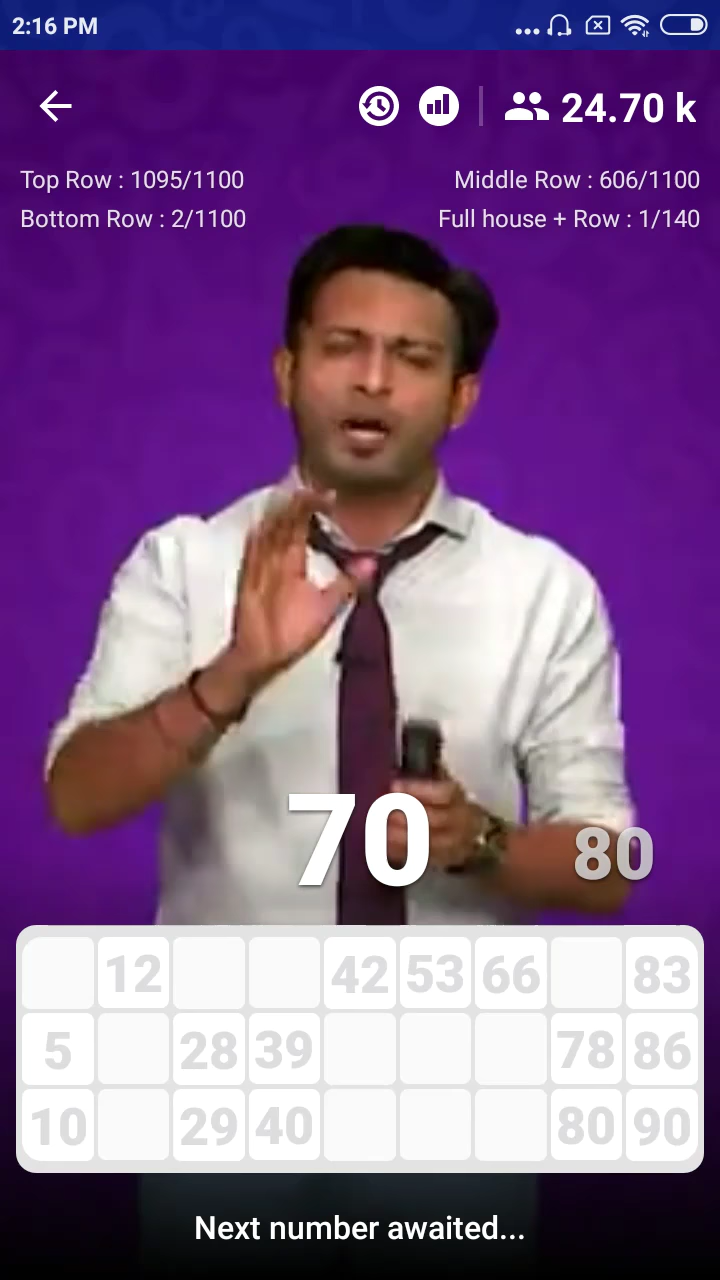 2:16 PM
24.70 k
Top Row : 1095/1100
Middle Row : 606/1100
Bottom Row : 2/1100
Full house + Row : 1/140
70
80
12 42 53 66 83
5 28 39 78 86
10 29 40 80 90
Next number awaited...